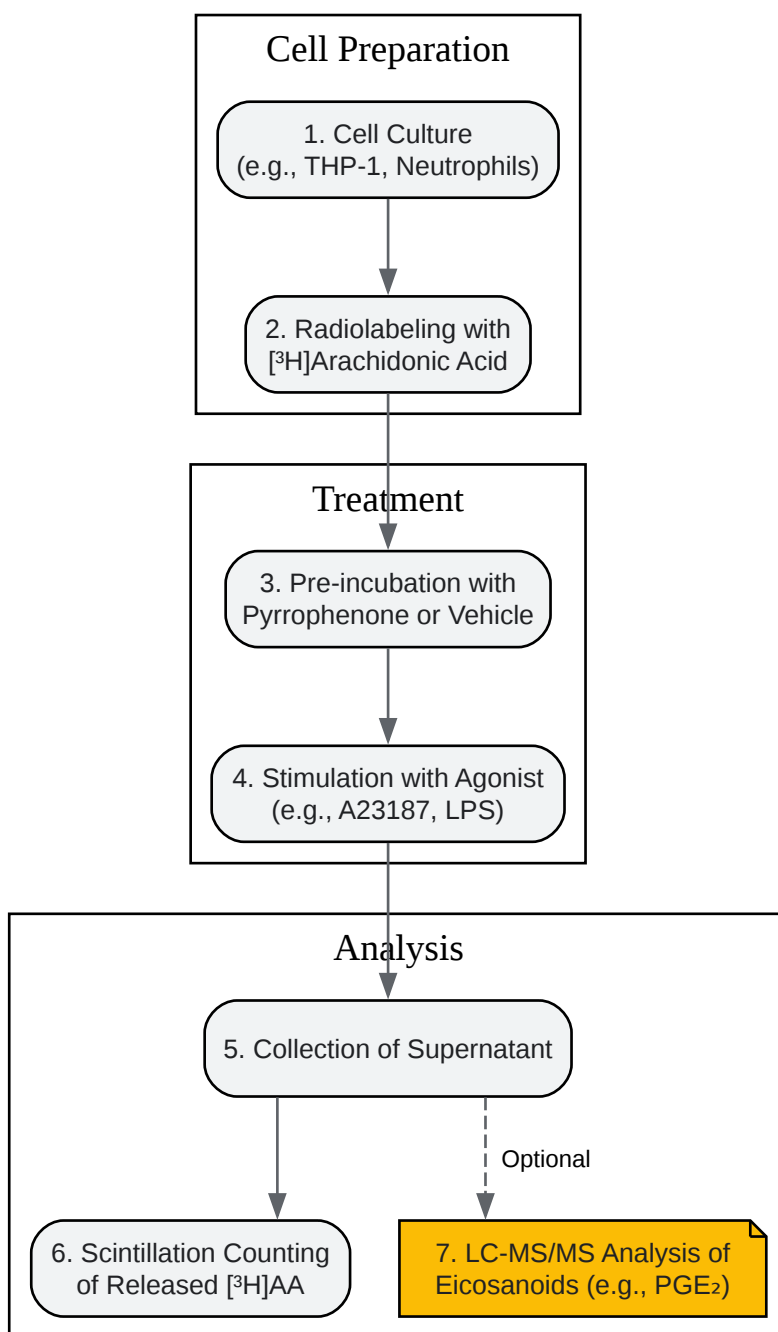 Cell Preparation
1. Cell Culture
(e.g., THP-1, Neutrophils)
2. Radiolabeling with
[³H]Arachidonic Acid
Treatment
3. Pre-incubation with
Pyrrophenone or Vehicle
4. Stimulation with Agonist
(e.g., A23187, LPS)
Analysis
5. Collection of Supernatant
Optional
6. Scintillation Counting
of Released [³H]AA
7. LC-MS/MS Analysis of
Eicosanoids (e.g., PGE₂)